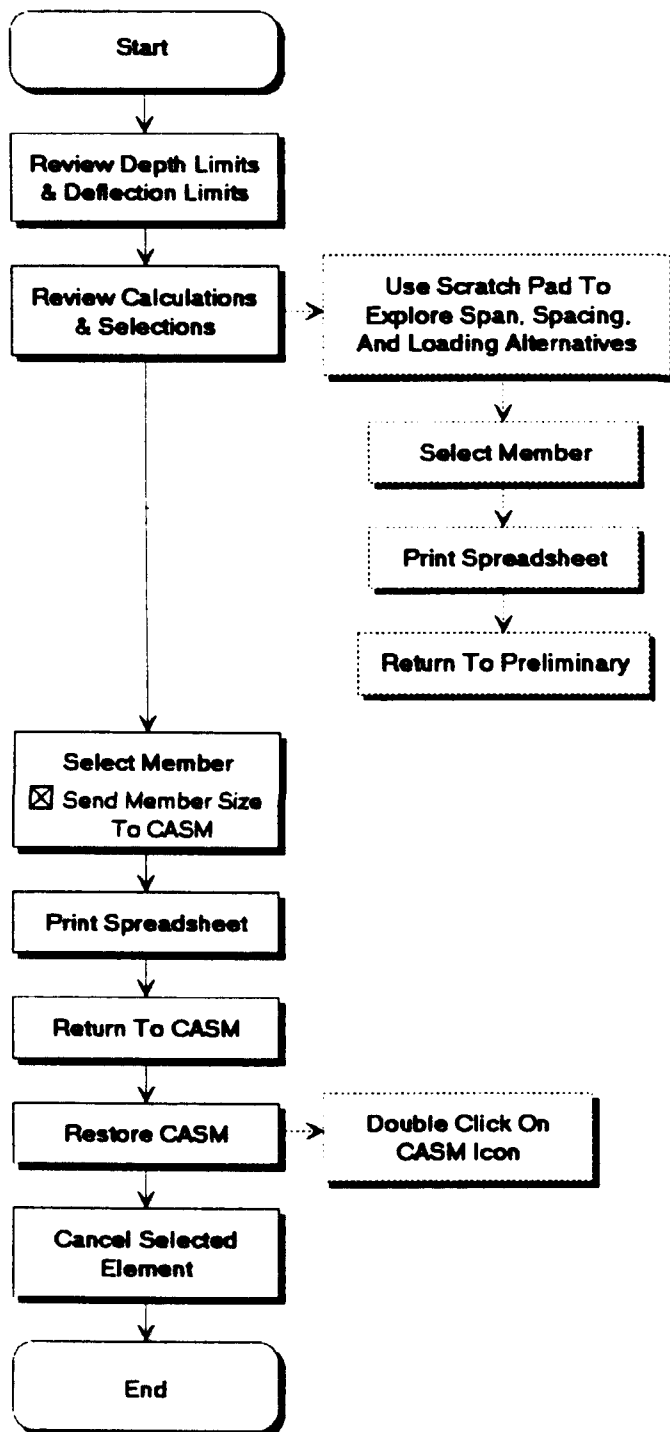 Start
Review Depth Limits
& Deflection Limits
Review Calculations
& Selections
Use Scratch Pad To
Explore Span, Spacing,
And Loading Alternatives
Select Member
Print Spreadsheet
Return To Preliminary
Select Member
Send Member Size
To CASM
Print Spreadsheet
Return To CASM
Restore CASM
Double Click On
CASM Icon
Cancel Selected
Element
End